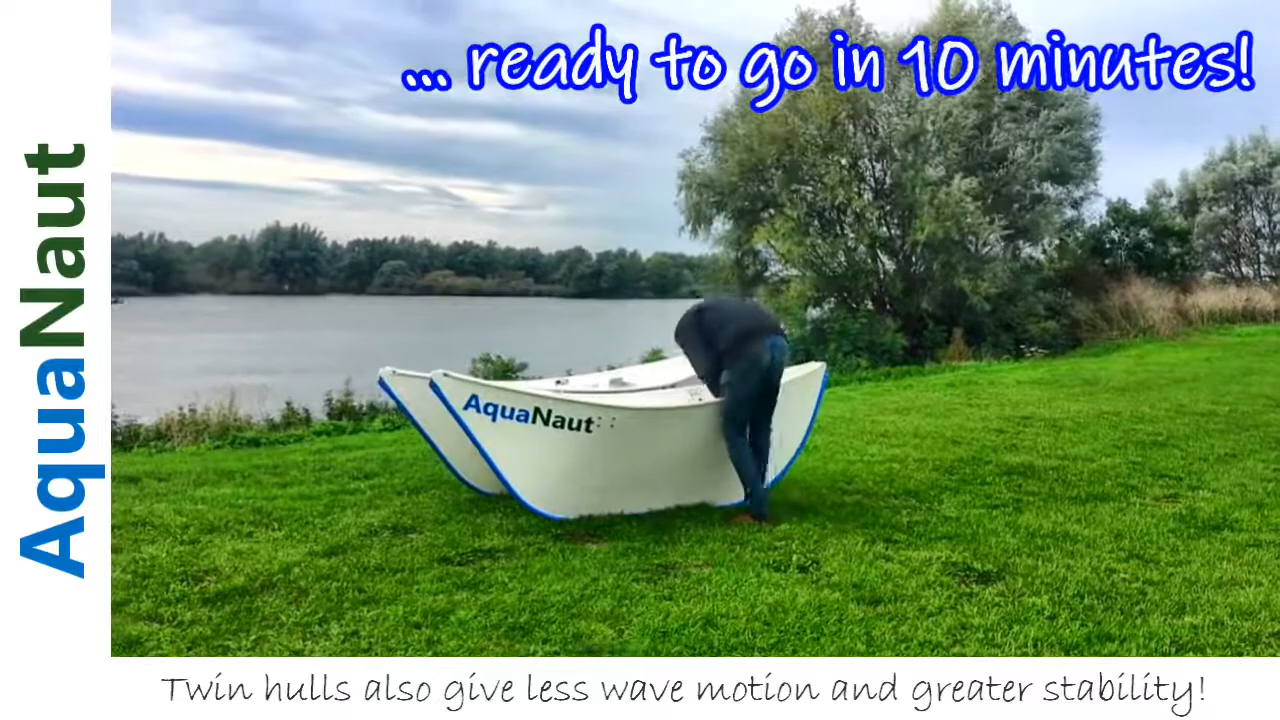 ... ready to go in 10 minutes!
AquaNaut
AquaNaut
Twin hulls also give less wave motion and greater stability!